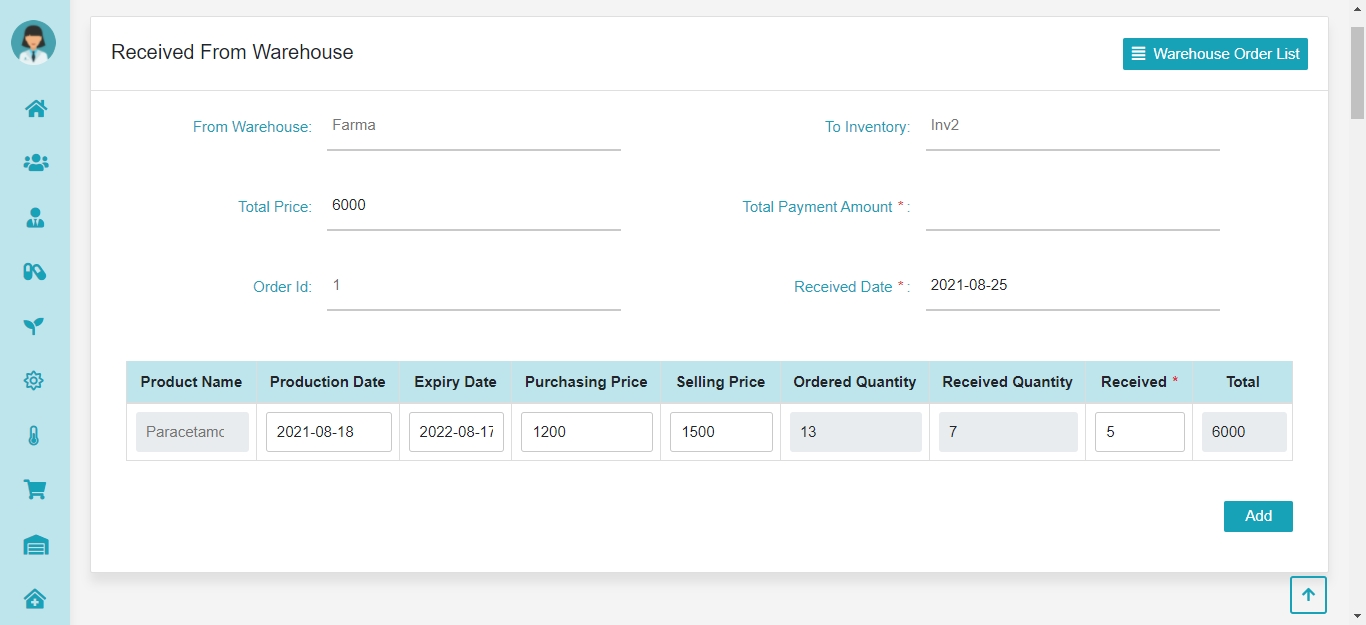 Received From Warehouse
Warehouse Order List
From Warehouse: Farma
To Inventory: Inv2
Total Price: 6000
Total Payment Amount * :
Order Id: 1
Received Date * : 2021-08-25
Product Name Production Date Expiry Date Purchasing Price Selling Price Ordered Quantity Received Quantity Received * Total
Paracetamo 2021-08-18 2022-08-17 1200 1500 13 7 5 6000
Add